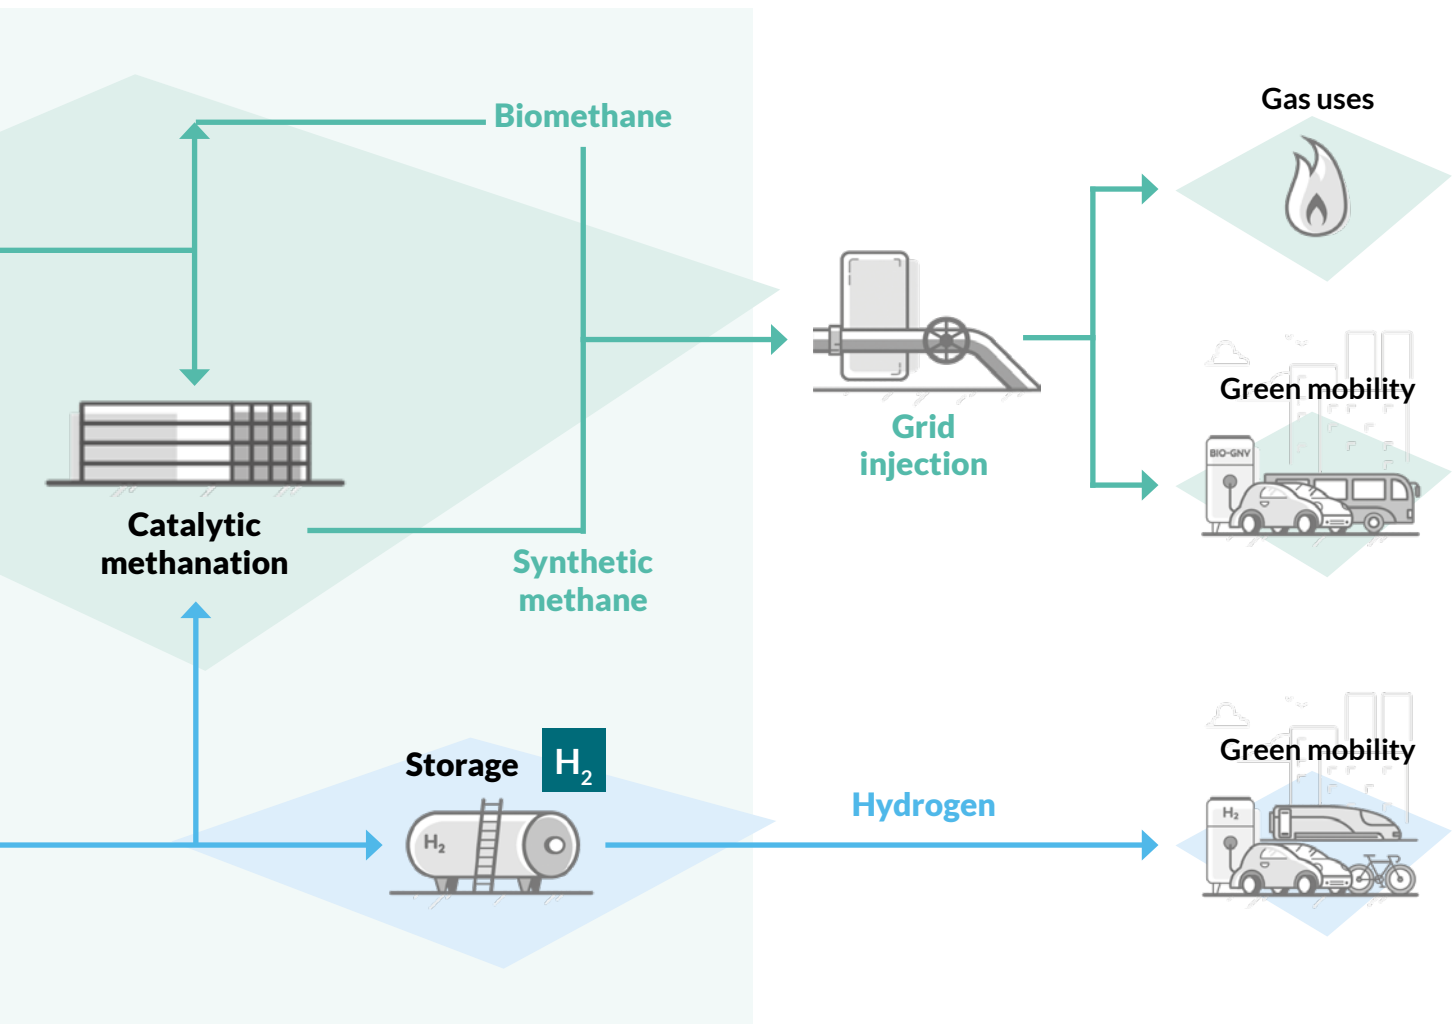 Gas uses
Biomethane
Green mobility
BIO-GNV
Grid
injection
Catalytic
methanation
Synthetic
methane
Storage
H₂
H₂
Hydrogen
Green mobility
H₂